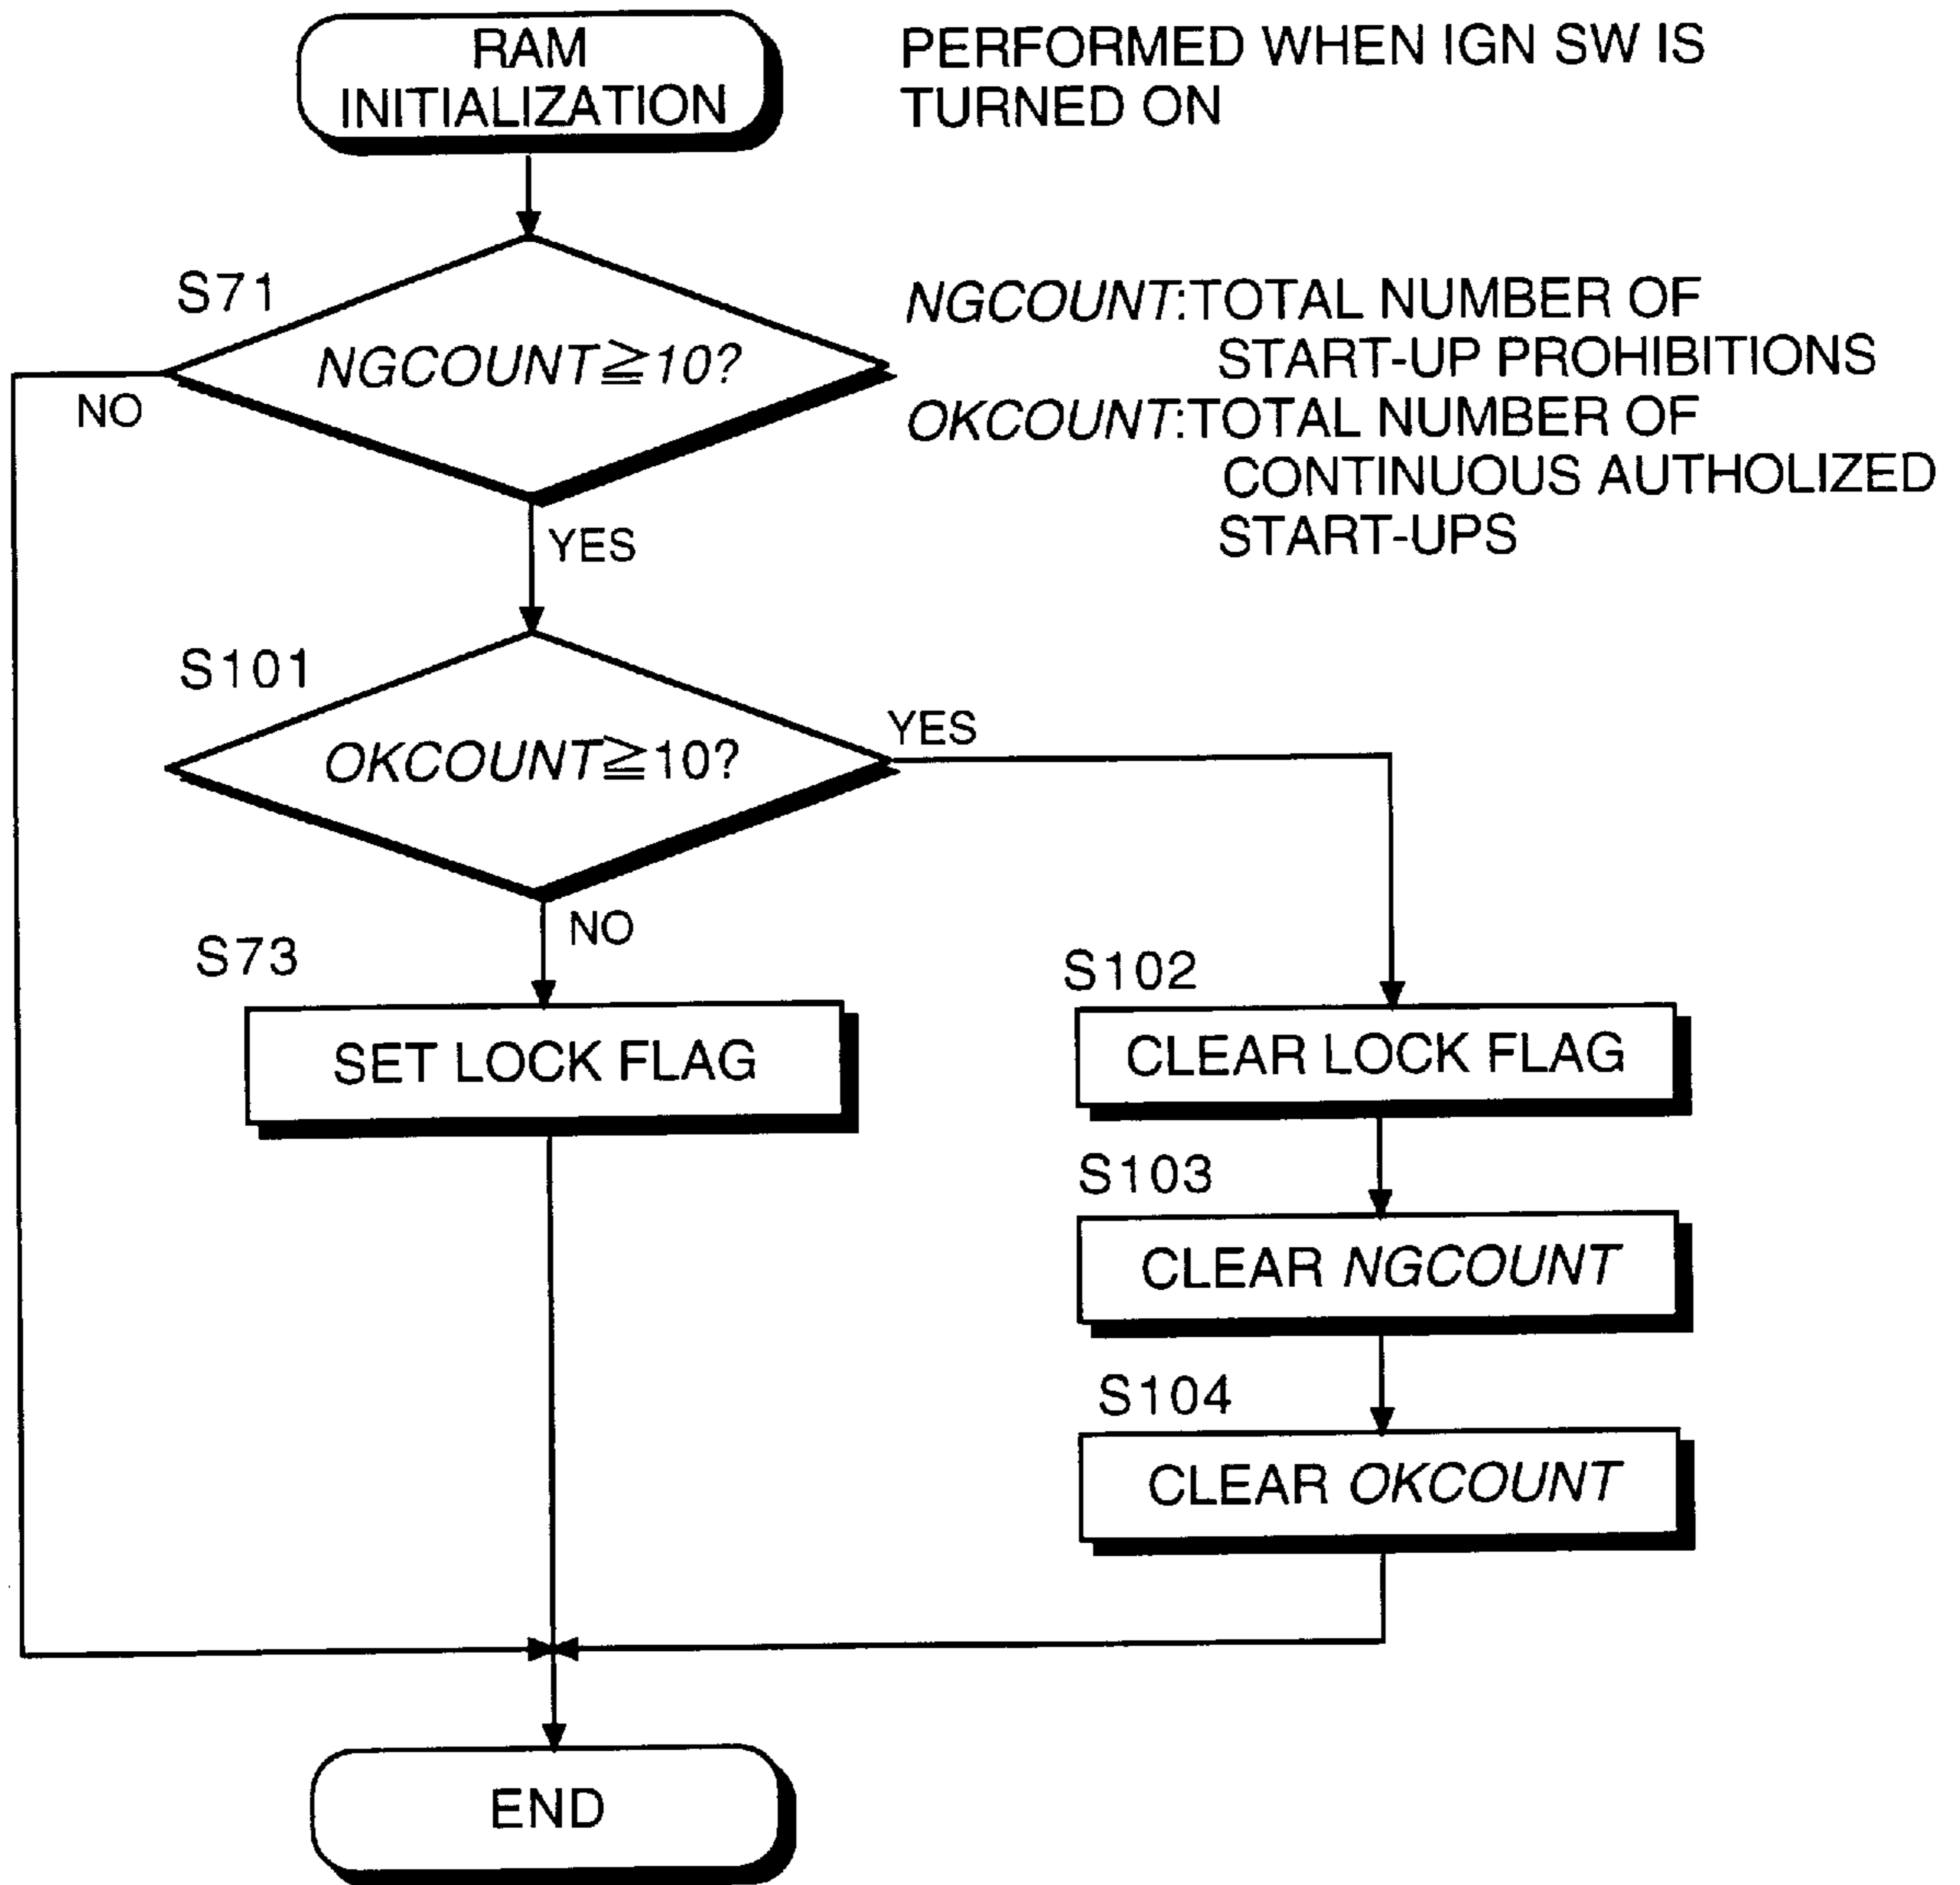 RAM
INITIALIZATION
PERFORMED WHEN IGN SW IS
TURNED ON
S71
NGCOUNT≧10?
NO
YES
NGCOUNT:TOTAL NUMBER OF
START-UP PROHIBITIONS
OKCOUNT:TOTAL NUMBER OF
CONTINUOUS AUTHOLIZED
START-UPS
S101
OKCOUNT≧10?
YES
NO
S73
SET LOCK FLAG
S102
CLEAR LOCK FLAG
S103
CLEAR NGCOUNT
S104
CLEAR OKCOUNT
END